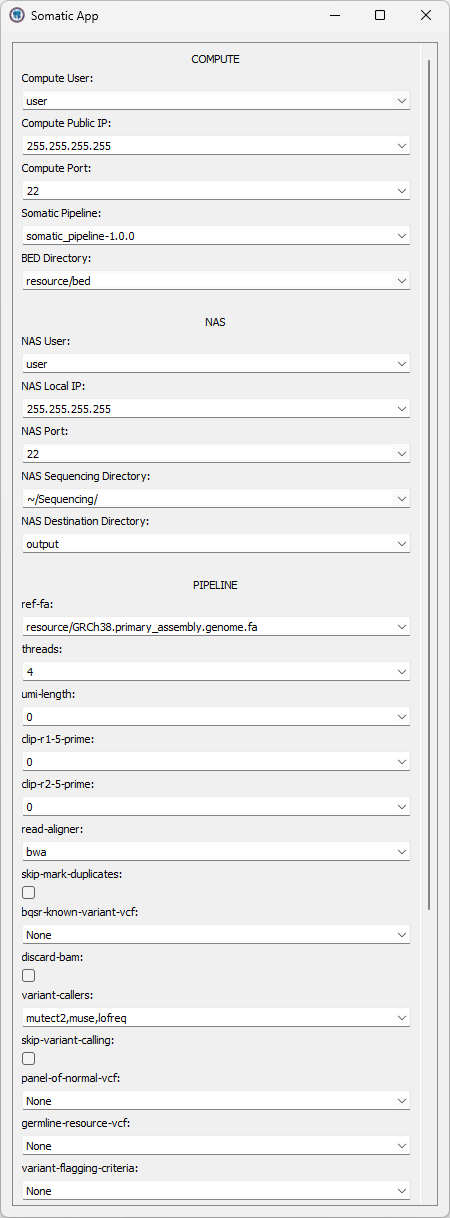 Somatic App
COMPUTE
Compute User:
user
Compute Public IP:
255.255.255.255
Compute Port:
22
Somatic Pipeline:
somatic_pipeline-1.0.0
BED Directory:
resource/bed
NAS
NAS User:
user
NAS Local IP:
255.255.255.255
NAS Port:
22
NAS Sequencing Directory:
~/Sequencing/
NAS Destination Directory:
output
PIPELINE
ref-fa:
resource/GRCh38.primary_assembly.genome.fa
threads:
4
umi-length:
0
clip-r1-5-prime:
0
clip-r2-5-prime:
0
read-aligner:
bwa
skip-mark-duplicates:
bqsr-known-variant-vcf:
None
discard-bam:
variant-callers:
mutect2,muse,lofreq
skip-variant-calling:
panel-of-normal-vcf:
None
germline-resource-vcf:
None
variant-flagging-criteria:
None